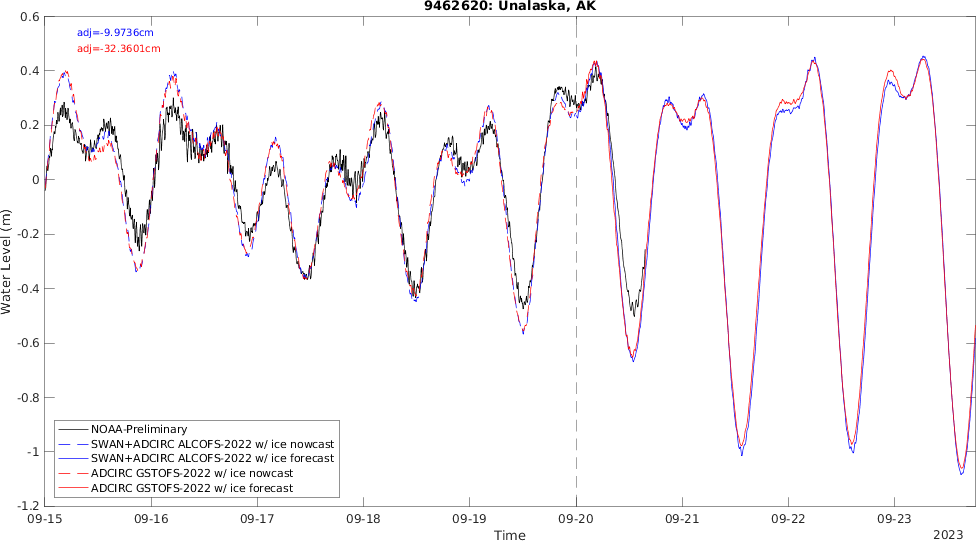 9462620: Unalaska, AK
adj=-9.9736cm
adj=-32.3601cm
0.6
0.4
0.2
0
-0.2
-0.4
-0.6
-0.8
-1
-1.2
Water Level (m)
NOAA-Preliminary
SWAN+ADCIRC ALCOFS-2022 w/ ice nowcast
SWAN+ADCIRC ALCOFS-2022 w/ ice forecast
ADCIRC GSTOFS-2022 w/ ice nowcast
ADCIRC GSTOFS-2022 w/ ice forecast
09-15 09-16 09-17 09-18 09-19 09-20 09-21 09-22 09-23
Time
2023